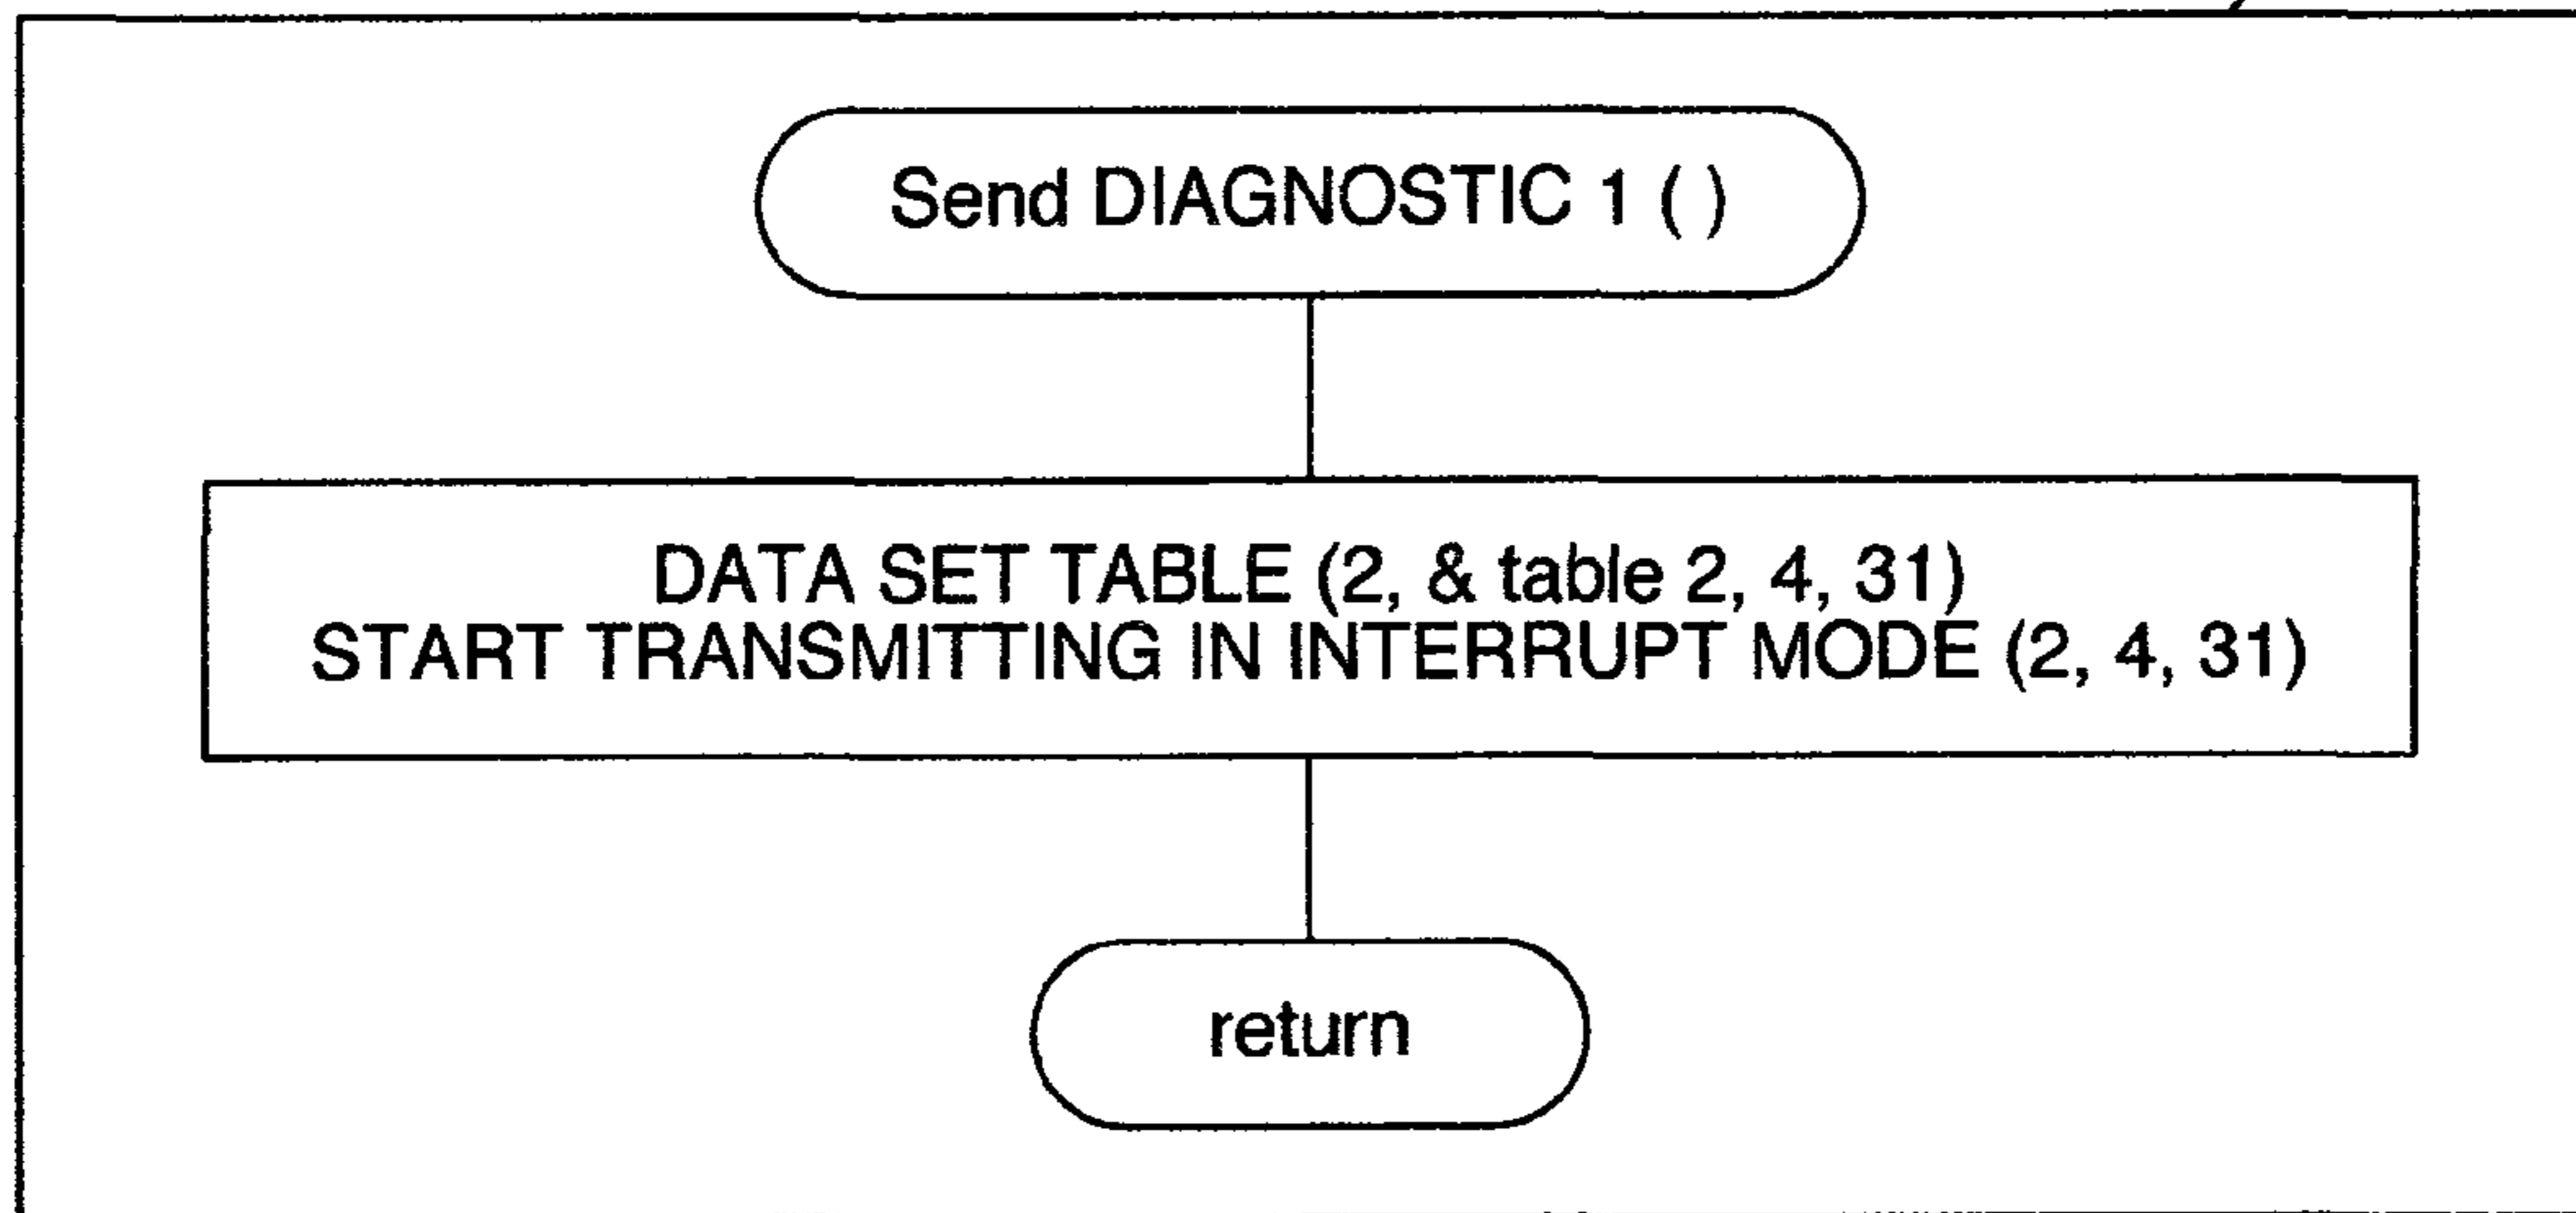 Send DIAGNOSTIC 1 ( )
DATA SET TABLE (2, & table 2, 4, 31)
START TRANSMITTING IN INTERRUPT MODE (2, 4, 31)
return